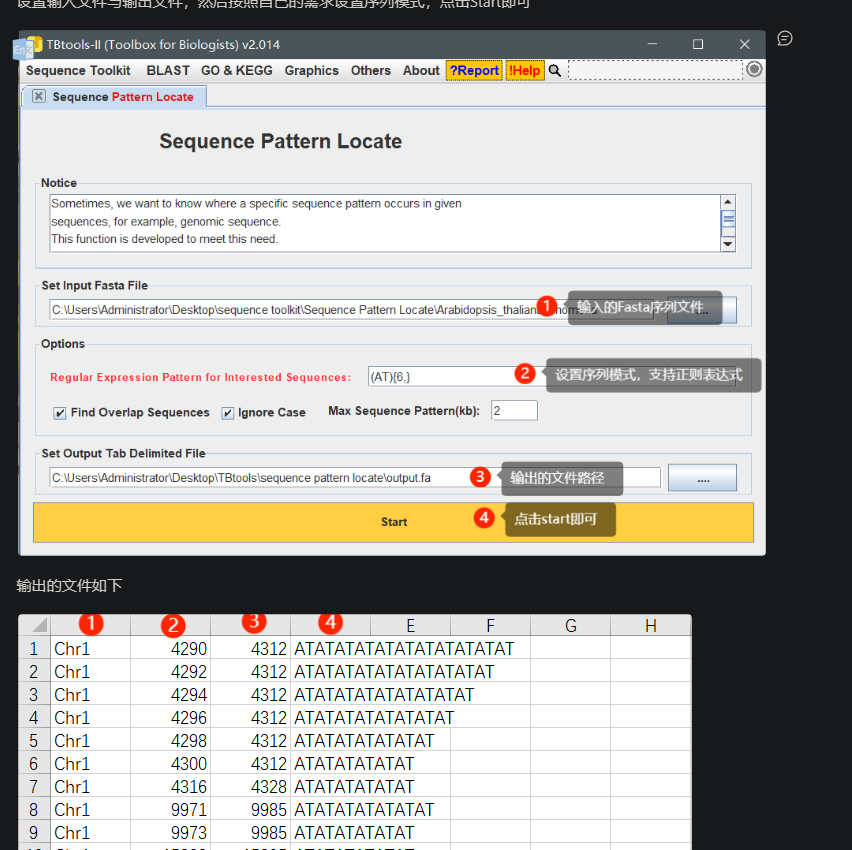 设置输入文件与输出文件，然后按照自己的需求设置序列模式，点击Start即可
TBtools-II (Toolbox for Biologists) v2.014
Sequence Toolkit BLAST GO & KEGG Graphics Others About ?Report !Help
Sequence Pattern Locate
Sequence Pattern Locate
Notice
Sometimes, we want to know where a specific sequence pattern occurs in given
sequences, for example, genomic sequence.
This function is developed to meet this need.
Set Input Fasta File
C:\Users\Administrator\Desktop\sequence toolkit\Sequence Pattern Locate\Arabidopsis_thaliana
1 输入的Fasta序列文件
Options
Regular Expression Pattern for Interested Sequences: (AT){6,}
2 设置序列模式，支持正则表达式
Find Overlap Sequences Ignore Case Max Sequence Pattern(kb): 2
Set Output Tab Delimited File
C:\Users\Administrator\Desktop\TBtools\sequence pattern locate\output.fa
3 输出的文件路径
....
Start
4 点击start即可
输出的文件如下
1 2 3 4 E F G H
1 Chr1 4290 4312 ATATATATATATATATATATAT
2 Chr1 4292 4312 ATATATATATATATATATAT
3 Chr1 4294 4312 ATATATATATATATATAT
4 Chr1 4296 4312 ATATATATATATATAT
5 Chr1 4298 4312 ATATATATATATAT
6 Chr1 4300 4312 ATATATATATAT
7 Chr1 4316 4328 ATATATATATAT
8 Chr1 9971 9985 ATATATATATATAT
9 Chr1 9973 9985 ATATATATATAT